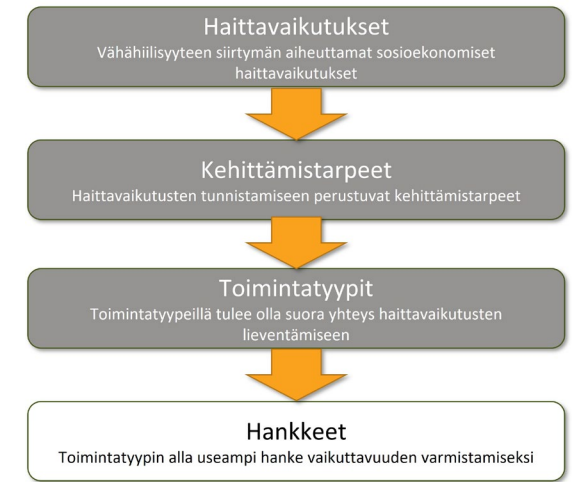 Haittavaikutukset
Vähähiilisyyteen siirtymän aiheuttamat sosioekonomiset
haittavaikutukset
Kehittämistarpeet
Haittavaikutusten tunnistamiseen perustuvat kehittämistarpeet
Toimintatyypit
Toimintatyypeillä tulee olla suora yhteys haittavaikutusten
lieventämiseen
Hankkeet
Toimintatyypin alla useampi hanke vaikuttavuuden varmistamiseksi